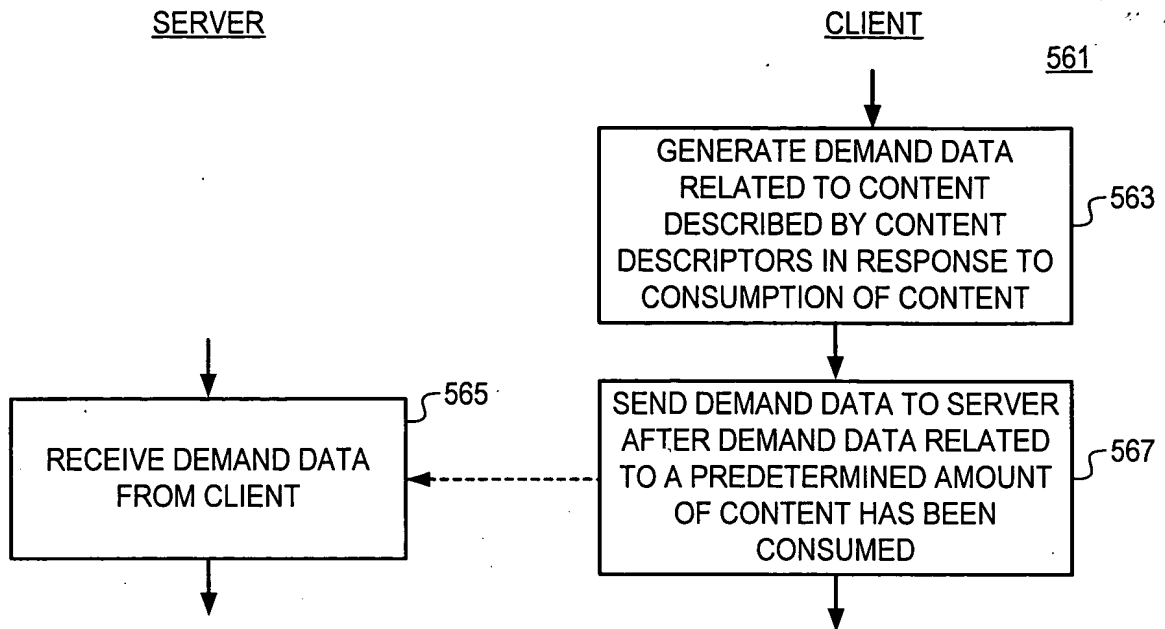 SERVER
CLIENT
561
GENERATE DEMAND DATA
RELATED TO CONTENT
DESCRIBED BY CONTENT
DESCRIPTORS IN RESPONSE TO
CONSUMPTION OF CONTENT
563
565
RECEIVE DEMAND DATA
FROM CLIENT
SEND DEMAND DATA TO SERVER
AFTER DEMAND DATA RELATED
TO A PREDETERMINED AMOUNT
OF CONTENT HAS BEEN
CONSUMED
567